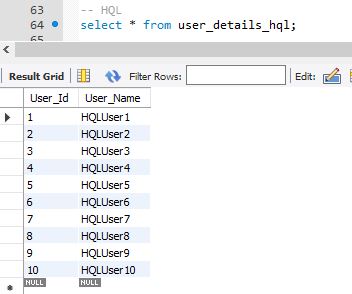 63 -- HQL
64 select * from user_details_hql;
65
Result Grid Filter Rows: Edit:
User_Id User_Name
1 HQLUser1
2 HQLUser2
3 HQLUser3
4 HQLUser4
5 HQLUser5
6 HQLUser6
7 HQLUser7
8 HQLUser8
9 HQLUser9
10 HQLUser10
NULL NULL